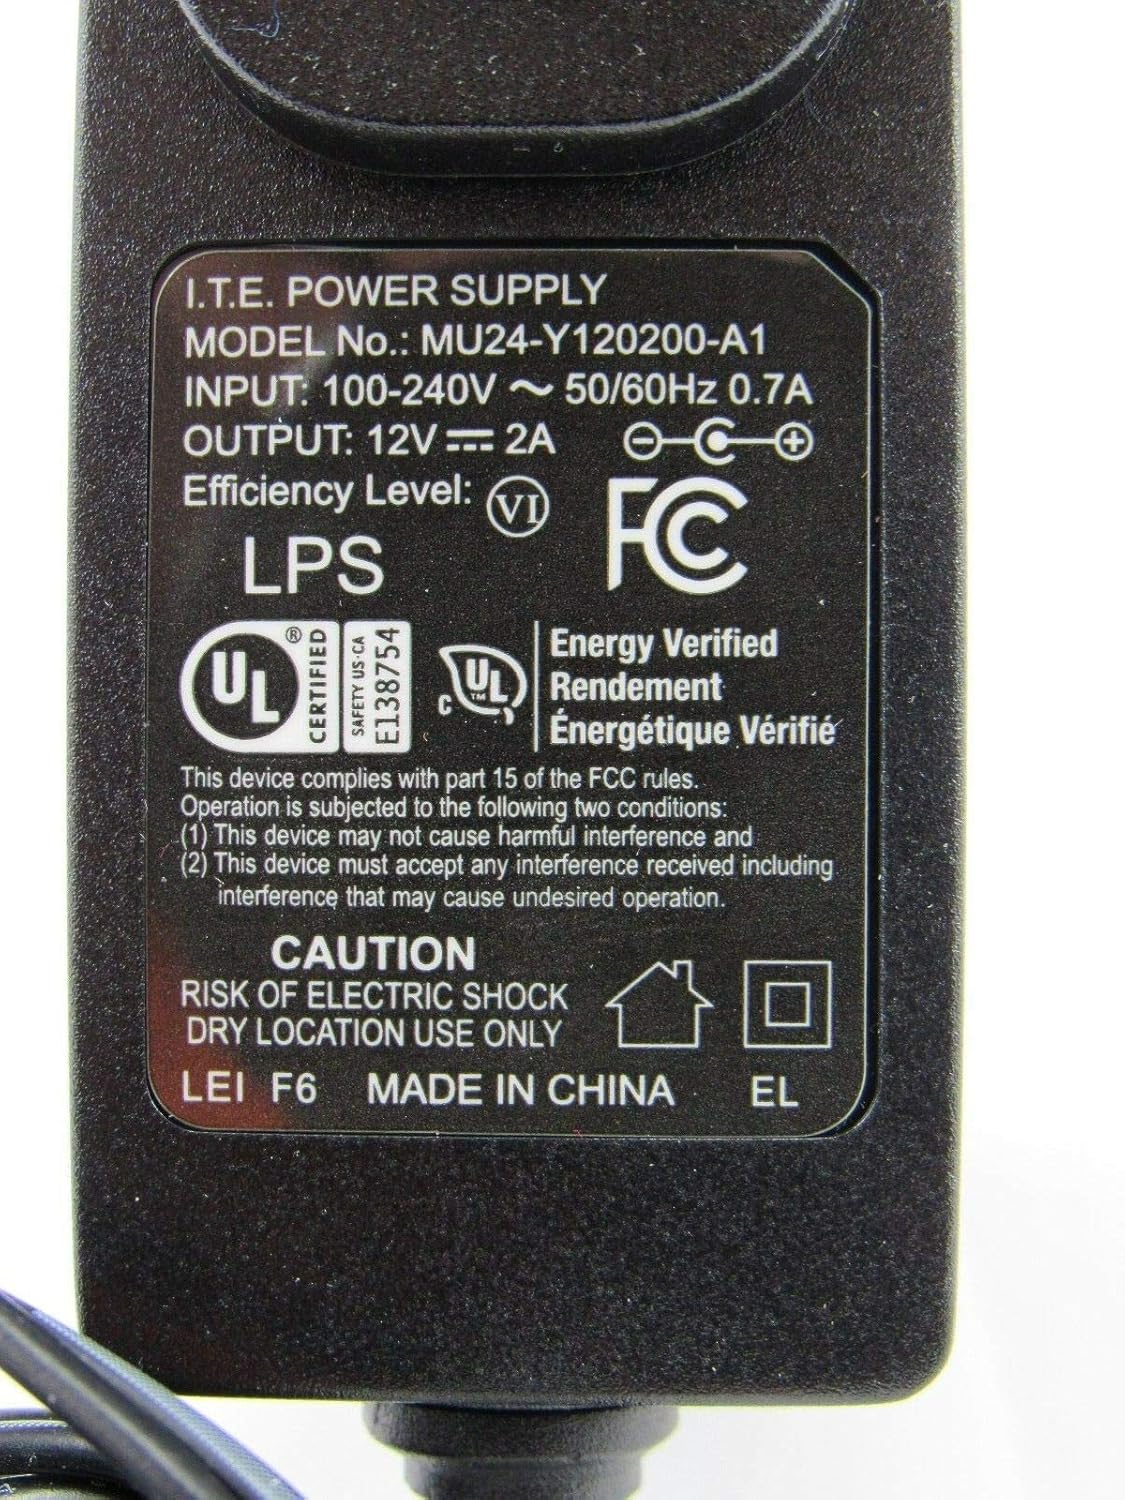 I.T.E. POWER SUPPLY
MODEL No.: MU24-Y120200-A1
INPUT: 100-240V ~ 50/60Hz 0.7A
OUTPUT: 12V ⎓ 2A
Efficiency Level: VI
FC
LPS
UL ® CERTIFIED SAFETY US·CA E138754
C UL ™
Energy Verified
Rendement
Énergétique Vérifié
This device complies with part 15 of the FCC rules.
Operation is subjected to the following two conditions:
(1) This device may not cause harmful interference and
(2) This device must accept any interference received including
interference that may cause undesired operation.
CAUTION
RISK OF ELECTRIC SHOCK
DRY LOCATION USE ONLY
LEI F6 MADE IN CHINA EL